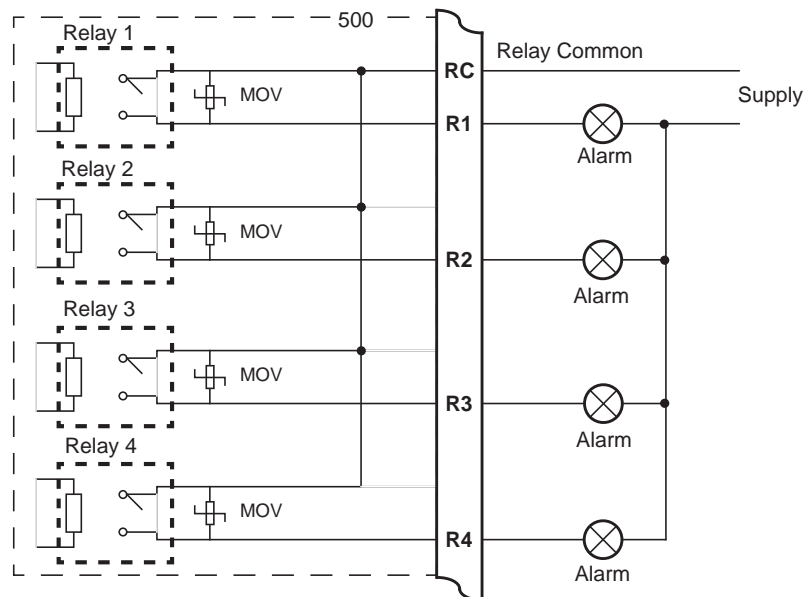 500
Relay 1
MOV
RC
Relay Common
Supply
R1
Alarm
Relay 2
MOV
R2
Alarm
Relay 3
MOV
R3
Alarm
Relay 4
MOV
R4
Alarm